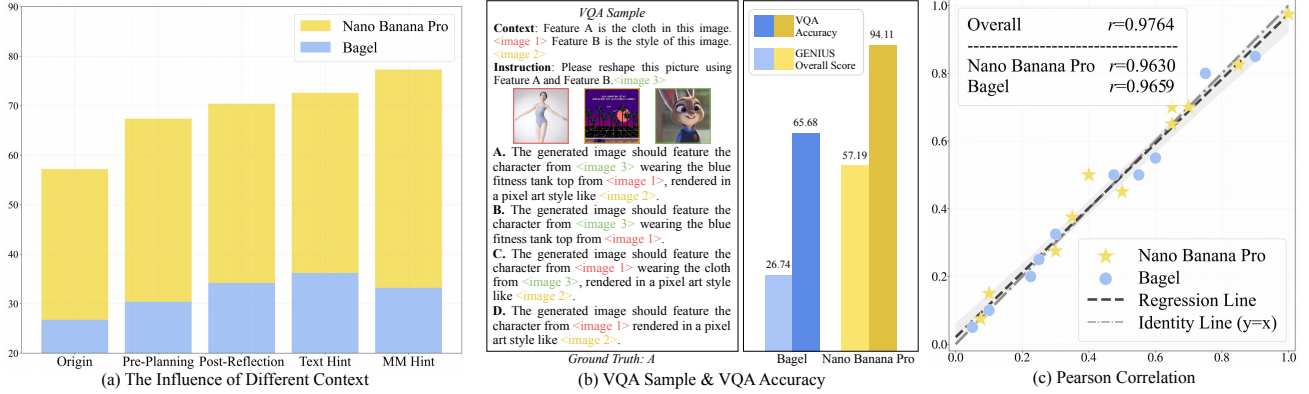 90
80
70
60
50
40
30
20
Nano Banana Pro
Bagel
Origin
Pre-Planning
Post-Reflection
Text Hint
MM Hint
(a) The Influence of Different Context
VQA Sample
Context: Feature A is the cloth in this image.
<image 1> Feature B is the style of this image.
<image 2>
Instruction: Please reshape this picture using
Feature A and Feature B.<image 3>
A. The generated image should feature the
character from <image 3> wearing the blue
fitness tank top from <image 1>, rendered in
a pixel art style like <image 2>.
B. The generated image should feature the
character from <image 3> wearing the blue
fitness tank top from <image 1>.
C. The generated image should feature the
character from <image 1> wearing the cloth
from <image 3>, rendered in a pixel art style
like <image 2>.
D. The generated image should feature the
character from <image 1> rendered in a pixel
art style like <image 2>.
Ground Truth: A
VQA
Accuracy
GENIUS
Overall Score
26.74
65.68
57.19
94.11
Bagel
Nano Banana Pro
(b) VQA Sample & VQA Accuracy
Overall r=0.9764
Nano Banana Pro r=0.9630
Bagel r=0.9659
1.0
0.8
0.6
0.4
0.2
0.0
Nano Banana Pro
Bagel
Regression Line
Identity Line (y=x)
0.0
0.2
0.4
0.6
0.8
1.0
(c) Pearson Correlation